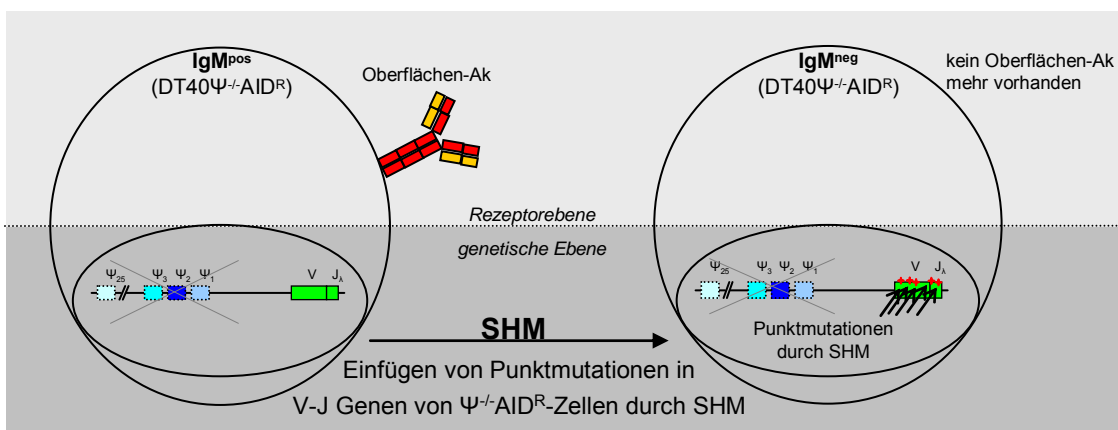 IgMpos
(DT40Ψ-/-AIDR)
Oberflächen-Ak
IgMneg
(DT40Ψ-/-AIDR)
kein Oberflächen-Ak
mehr vorhanden
Rezeptorebene
genetische Ebene
Ψ25 Ψ3 Ψ2 Ψ1 V Jλ
Ψ25 Ψ3 Ψ2 Ψ1 V Jλ
Punktmutationen
durch SHM
SHM
Einfügen von Punktmutationen in
V-J Genen von Ψ-/-AIDR-Zellen durch SHM